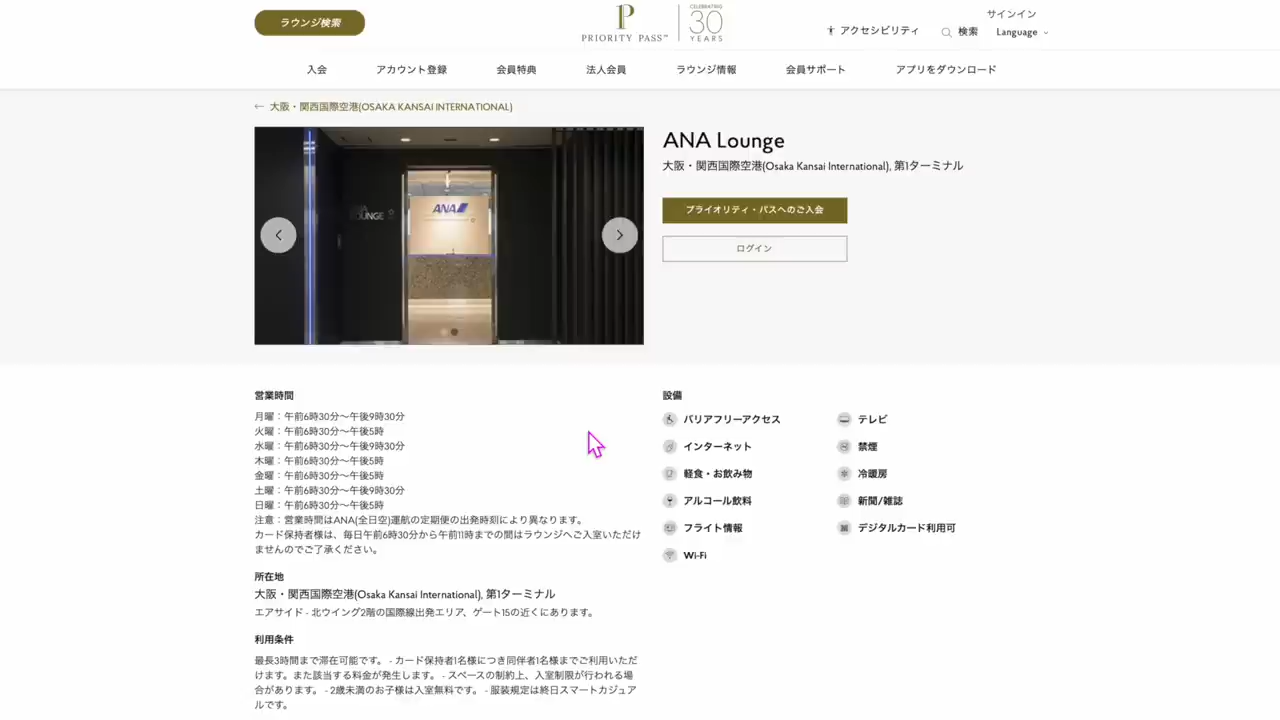 ラウンジ検索
PRIORITY PASS™
CELEBRATING
30
YEARS
アクセシビリティ
検索
サインイン
Language
入会
アカウント登録
会員特典
法人会員
ラウンジ情報
会員サポート
アプリをダウンロード
← 大阪・関西国際空港(OSAKA KANSAI INTERNATIONAL)
LOUNGE
ANA
ANA Lounge
大阪・関西国際空港(Osaka Kansai International), 第1ターミナル
プライオリティ・パスへのご入会
ログイン
営業時間
月曜：午前6時30分〜午後9時30分
火曜：午前6時30分〜午後5時
水曜：午前6時30分〜午後9時30分
木曜：午前6時30分〜午後5時
金曜：午前6時30分〜午後5時
土曜：午前6時30分〜午後9時30分
日曜：午前6時30分〜午後5時
注意：営業時間はANA(全日空)運航の定期便の出発時刻により異なります。
カード保持者様は、毎日午前6時30分から午前11時までの間はラウンジへご入室いただけ
ませんのでご了承ください。
所在地
大阪・関西国際空港(Osaka Kansai International), 第1ターミナル
エアサイド - 北ウイング2階の国際線出発エリア、ゲート15の近くにあります。
利用条件
最長3時間まで滞在可能です。 - カード保持者1名様につき同伴者1名様までご利用いただ
けます。また該当する料金が発生します。 - スペースの制約上、入室制限が行われる場
合があります。 - 2歳未満のお子様は入室無料です。 - 服装規定は終日スマートカジュア
ルです。
設備
バリアフリーアクセス
インターネット
軽食・お飲み物
アルコール飲料
フライト情報
Wi-Fi
テレビ
禁煙
冷暖房
新聞/雑誌
デジタルカード利用可